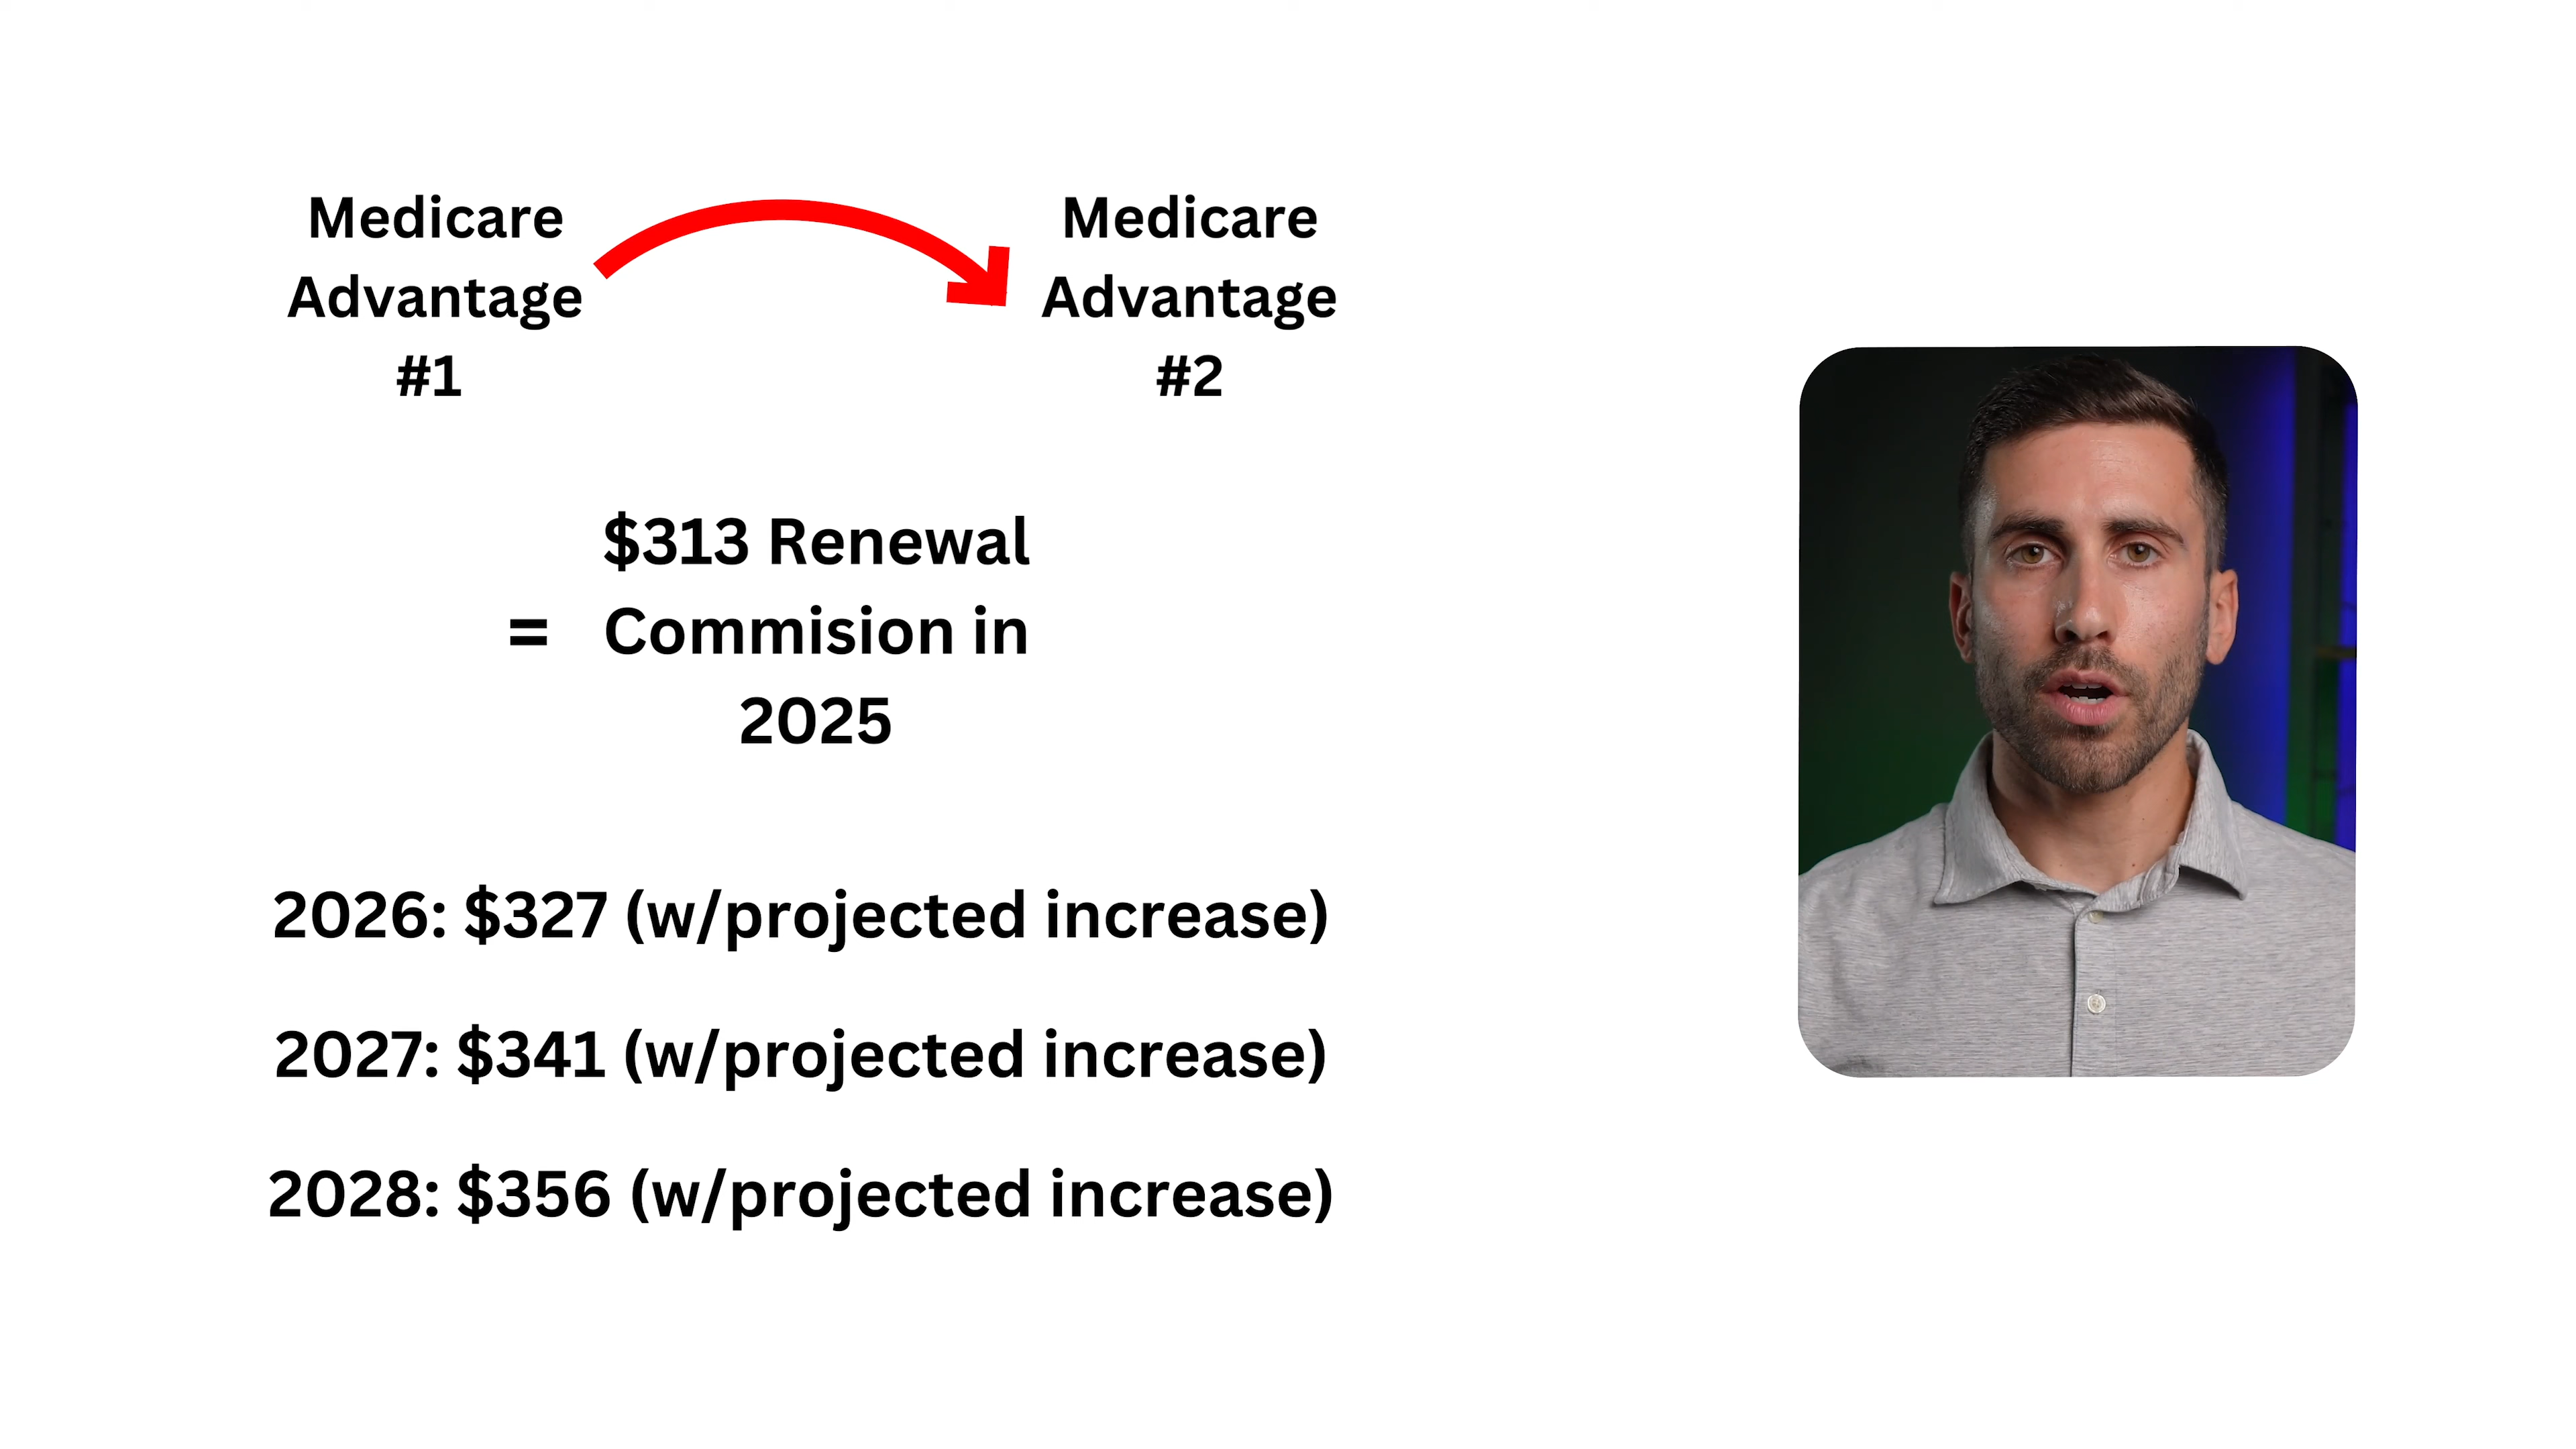 Medicare
Advantage
#1
Medicare
Advantage
#2
$313 Renewal
= Commision in
2025
2026: $327 (w/projected increase)
2027: $341 (w/projected increase)
2028: $356 (w/projected increase)